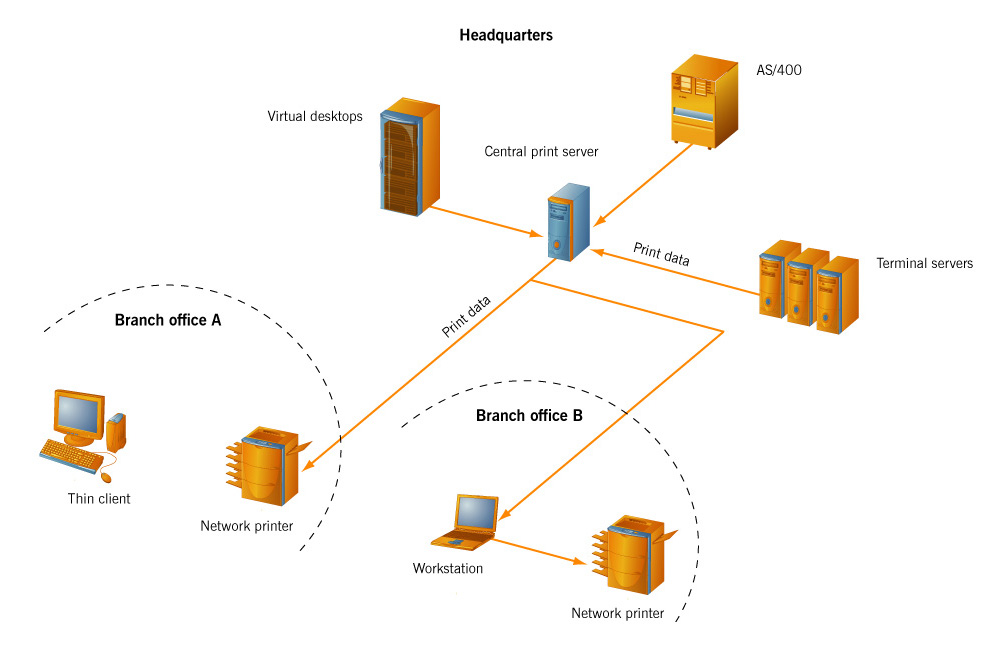 Headquarters
AS/400
Virtual desktops
Central print server
Print data
Terminal servers
Print data
Branch office A
Branch office B
Thin client
Network printer
Workstation
Network printer